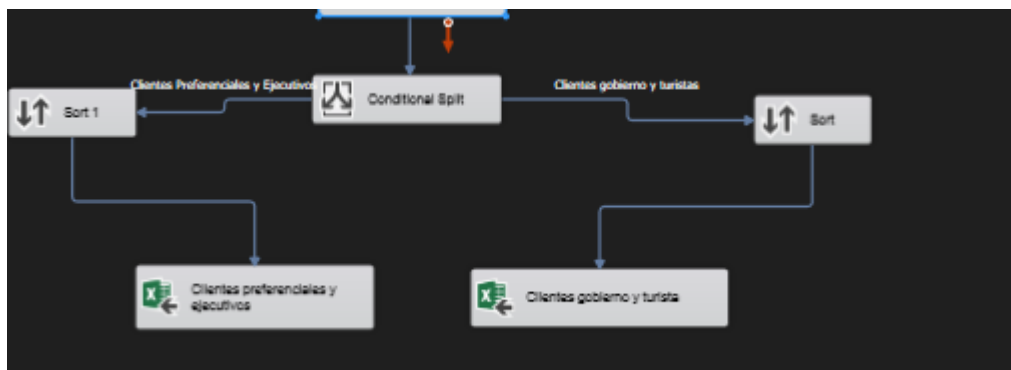 Clientes Preferenciales y Ejecutivos
Clientes gobierno y turistas
Conditional Split
Sort 1
Sort
Clientes preferenciales y
ejecutivos
Clientes gobierno y turista